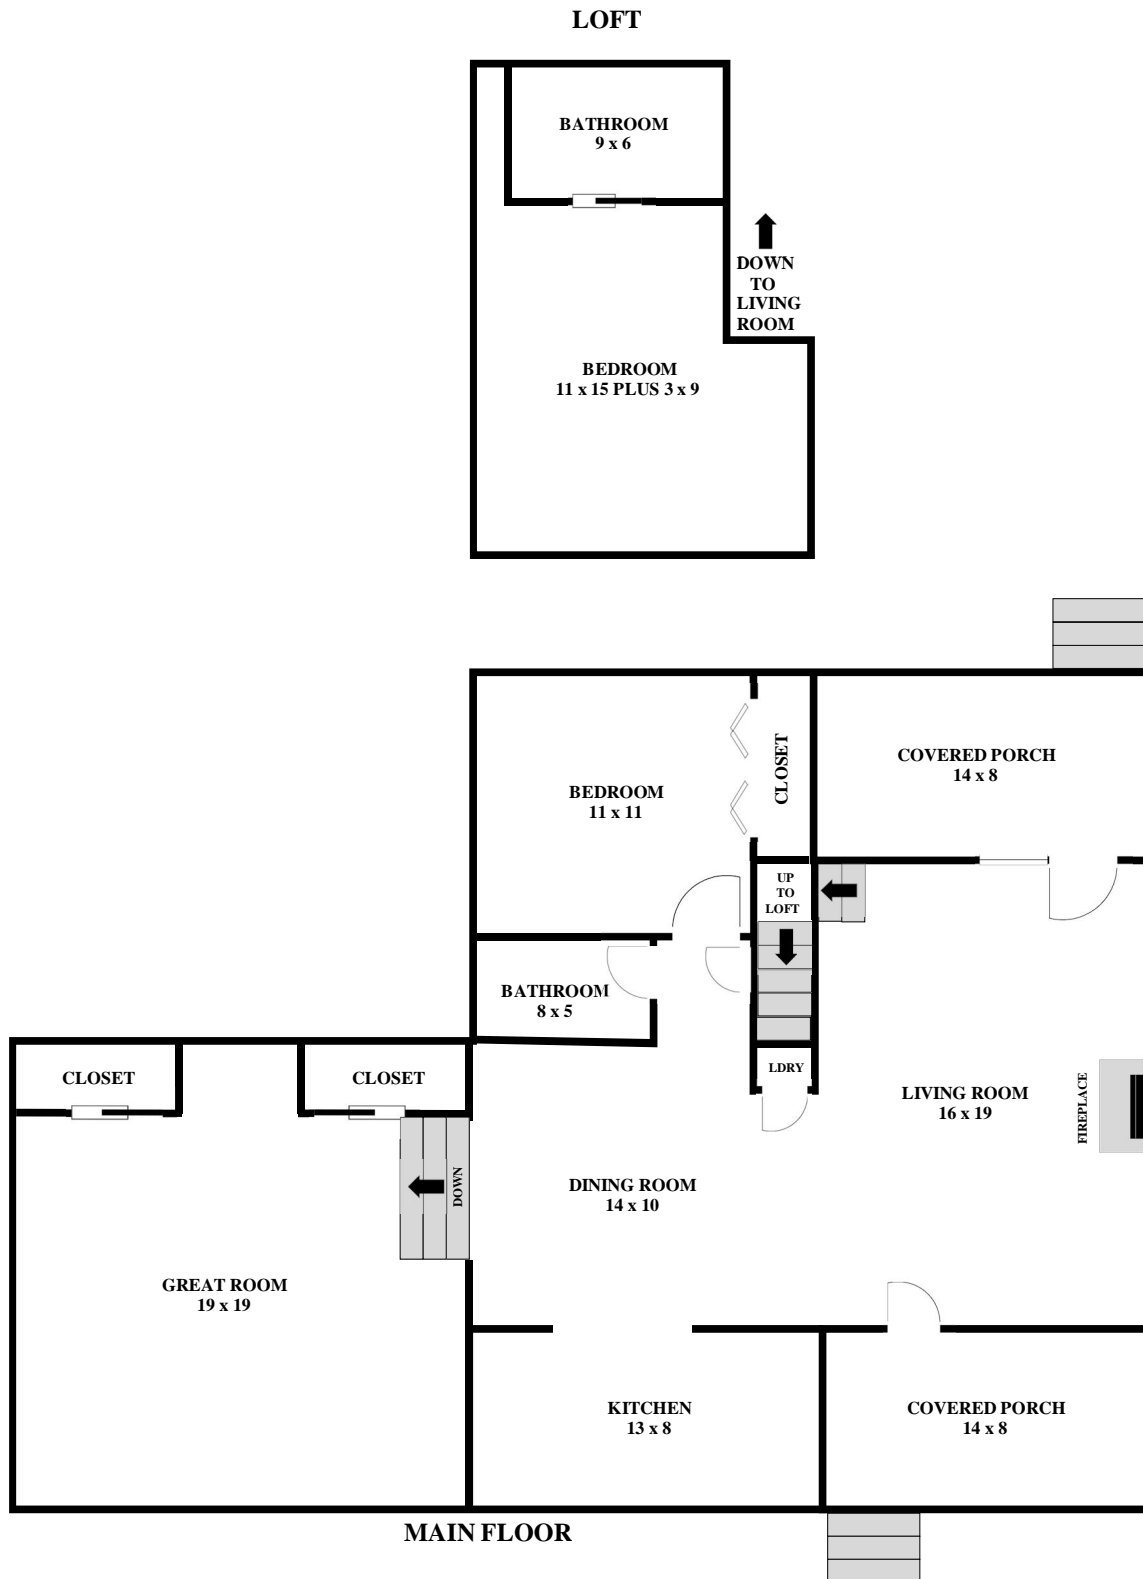 LOFT
BATHROOM
9 x 6
DOWN
TO
LIVING
ROOM
BEDROOM
11 x 15 PLUS 3 x 9
COVERED PORCH
14 x 8
CLOSET
BEDROOM
11 x 11
UP
TO
LOFT
BATHROOM
8 x 5
LDRY
CLOSET
CLOSET
LIVING ROOM
16 x 19
FIREPLACE
DOWN
DINING ROOM
14 x 10
GREAT ROOM
19 x 19
KITCHEN
13 x 8
COVERED PORCH
14 x 8
MAIN FLOOR